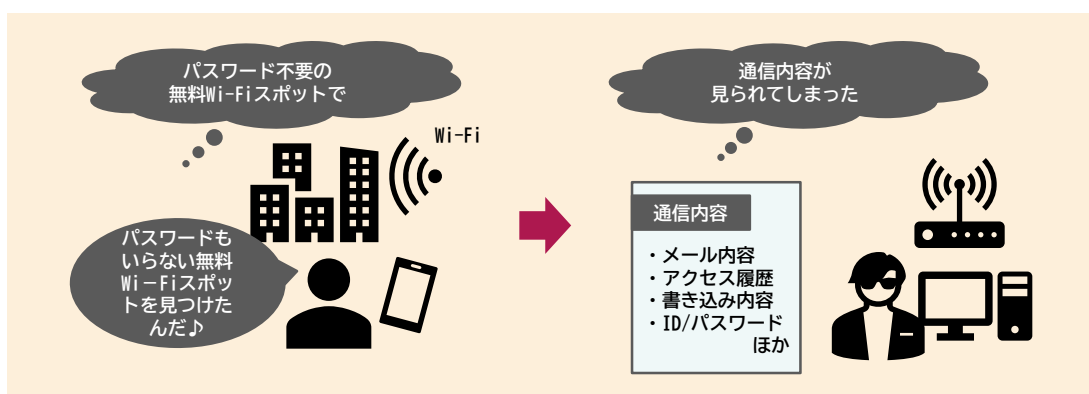 パスワード不要の
無料Wi-Fiスポットで
Wi-Fi
パスワードも
いらない無料
Wi－Fiスポッ
トを見つけた
んだ♪
通信内容が
見られてしまった
通信内容
・メール内容
・アクセス履歴
・書き込み内容
・ID/パスワード
ほか